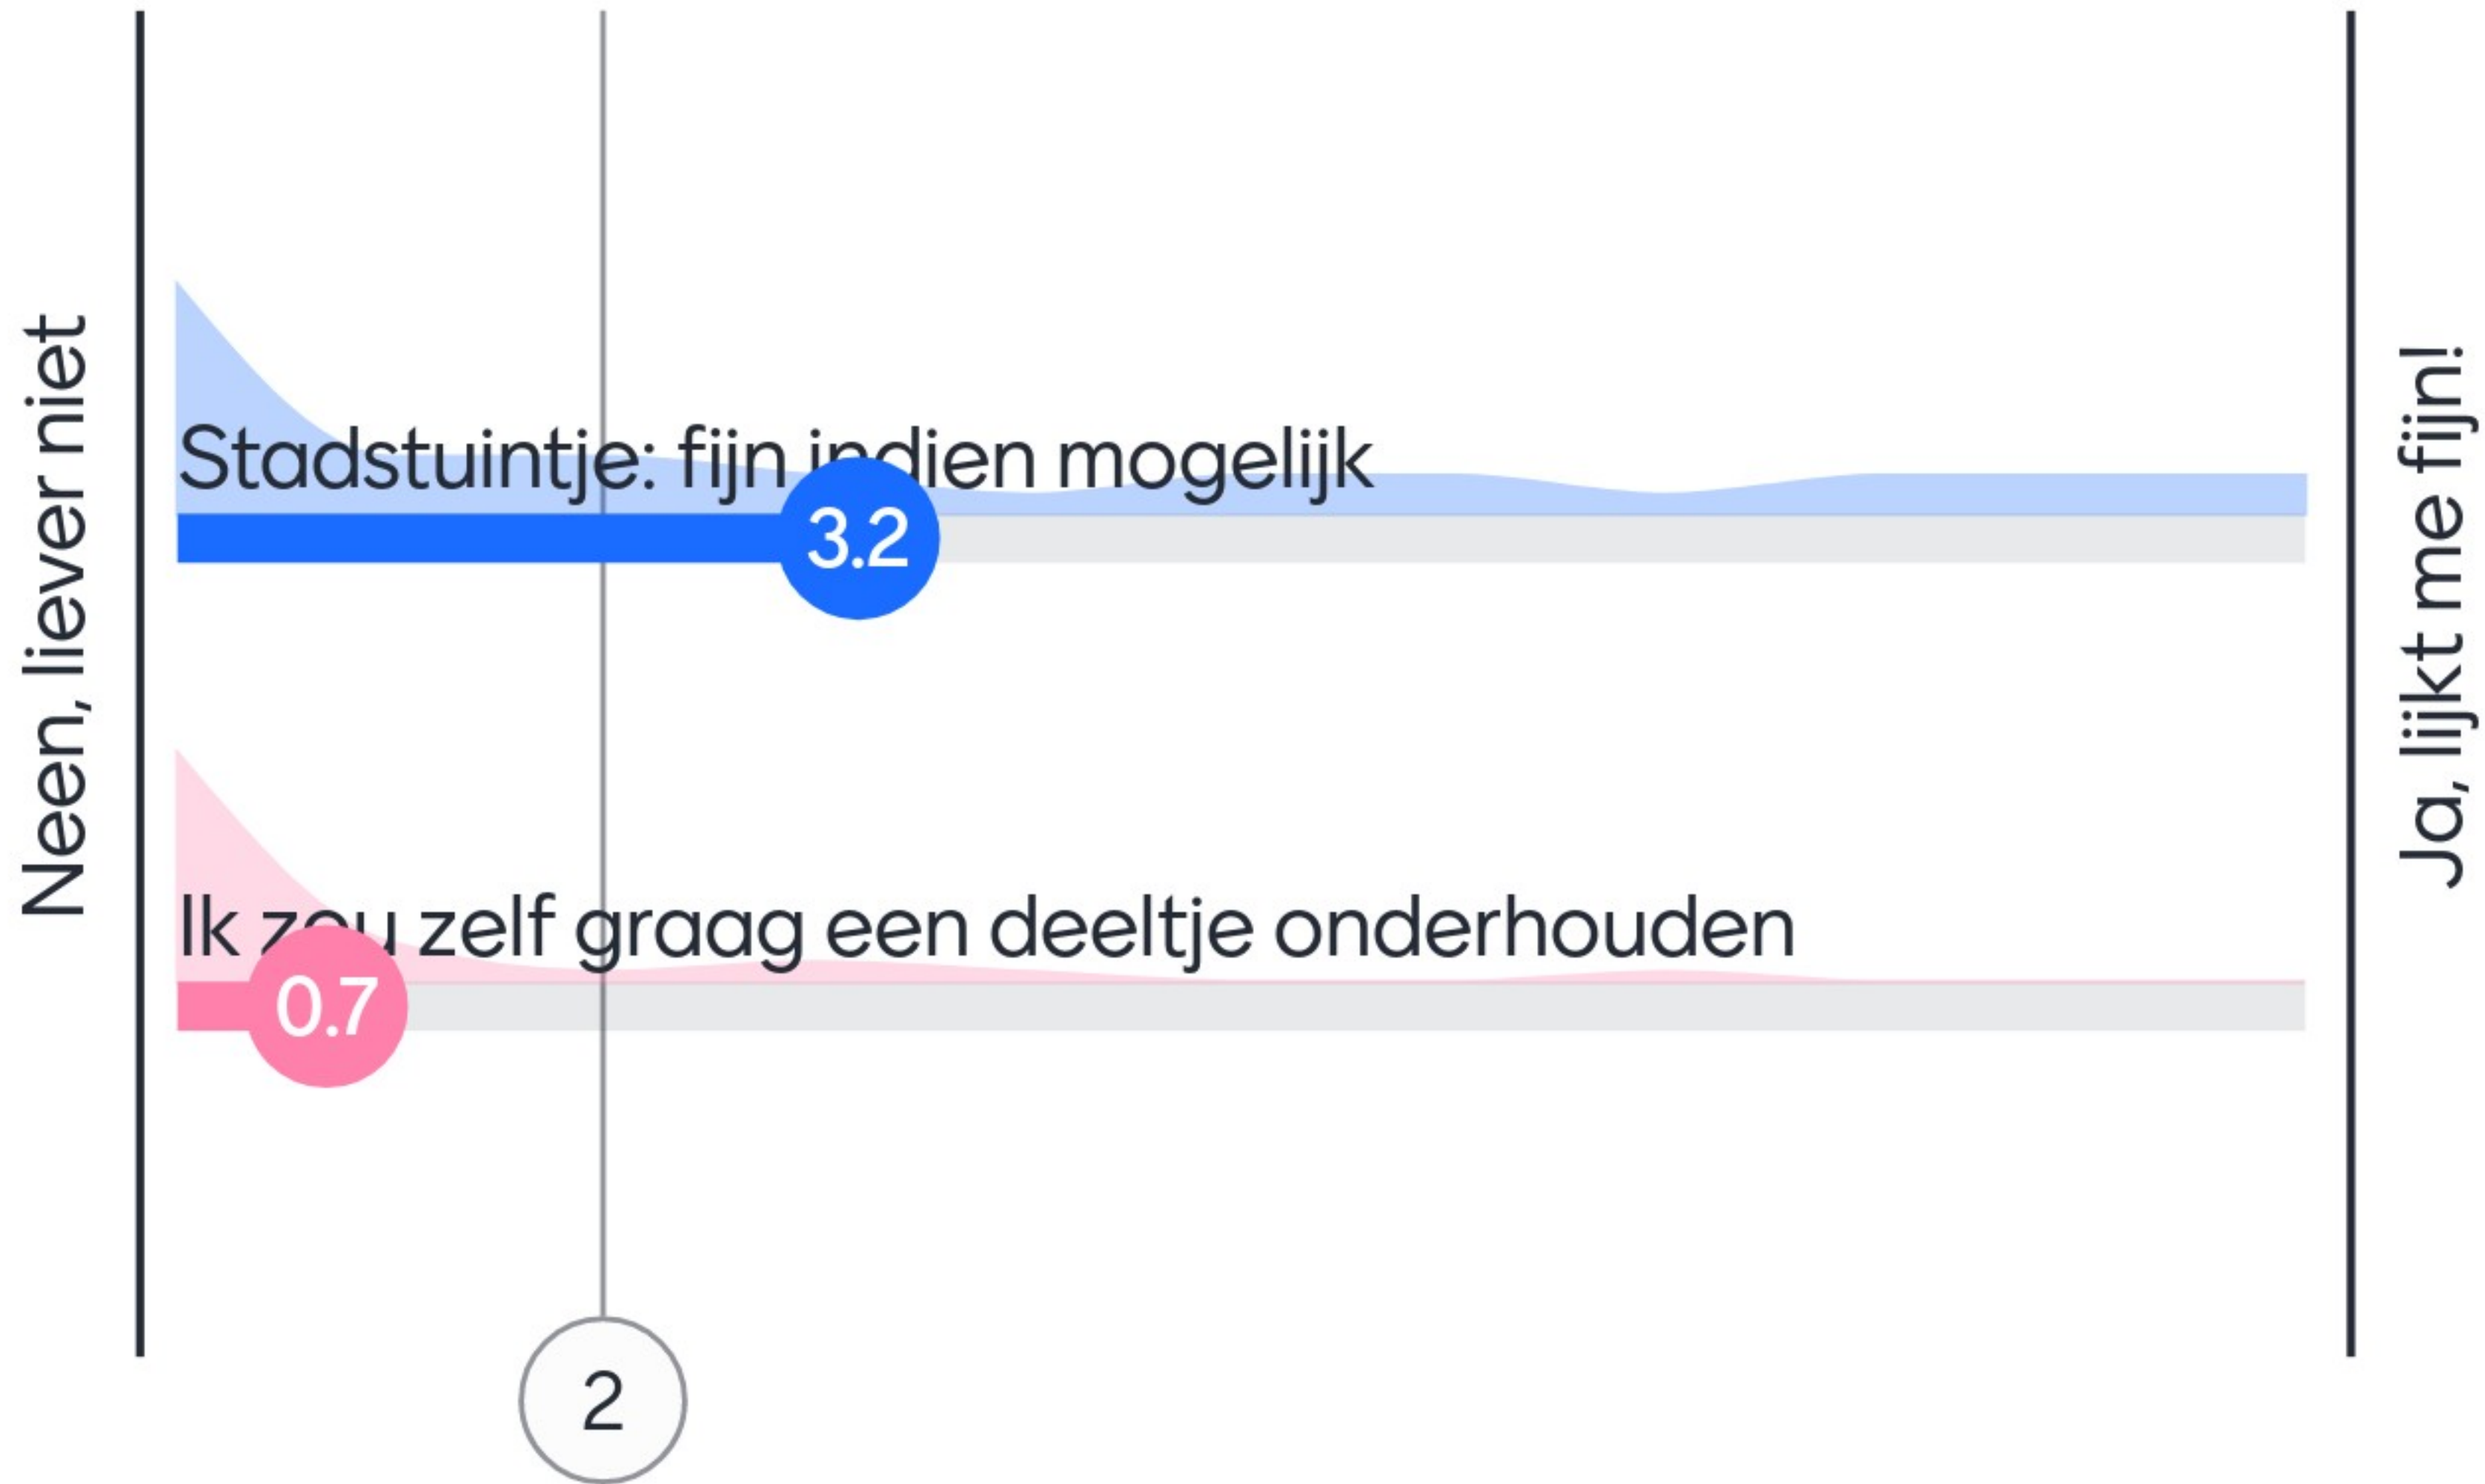 Neen, liever niet
Stadstuintje: fijn indien mogelijk
3.2
Ik zou zelf graag een deeltje onderhouden
0.7
2
Ja, lijkt me fijn!